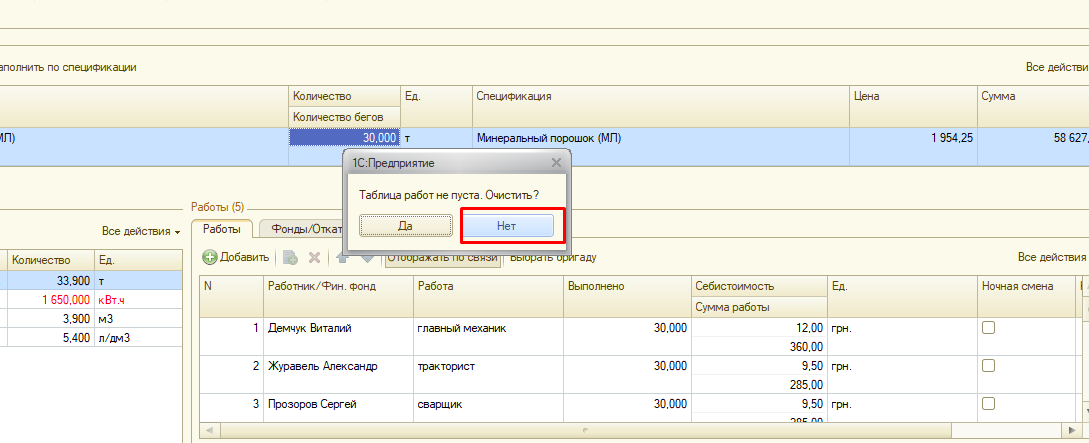 аполнить по спецификации
Все действи
Количество Ед. Спецификация Цена Сумма
Количество бегов
МП) 30,000 т Минеральный порошок (МП) 1 954,25 58 627,
1С:Предприятие
Таблица работ не пуста. Очистить?
Да Нет
Работы (5)
Все действия
Работы Фонды/Откат
Добавить Отображать по связи Выбрать бригаду Все действия
Количество Ед.
33,900 т
1 650,000 кВт.ч
3,900 м3
5,400 л/дм3
N Работник/Фин. фонд Работа Выполнено Себистоимость Ед. Ночная смена
Сумма работы
1 Демчук Виталий главный механик 30,000 12,00 грн.
360,00
2 Журавель Александр тракторист 30,000 9,50 грн.
285,00
3 Прозоров Сергей сварщик 30,000 9,50 грн.
285,00